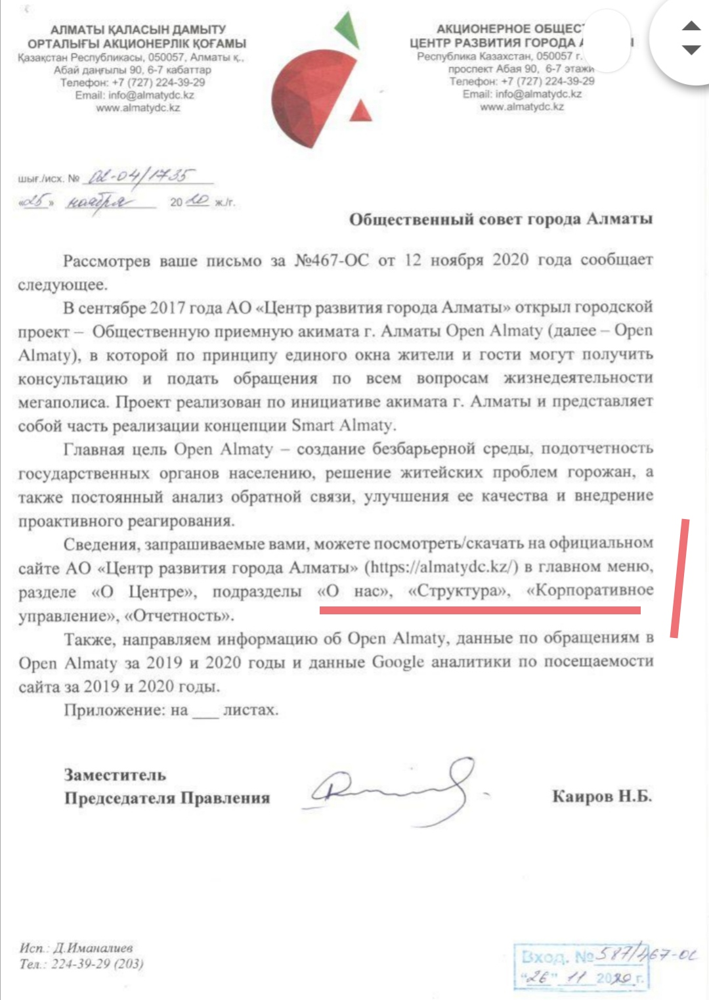 АЛМАТЫ ҚАЛАСЫН ДАМЫТУ
ОРТАЛЫҒЫ АКЦИОНЕРЛІК ҚОҒАМЫ
Қазақстан Республикасы, 050057, Алматы қ.,
Абай даңғылы 90, 6-7 кабаттар
Телефон: +7 (727) 224-39-29
Email: info@almatydc.kz
www.almatydc.kz
АКЦИОНЕРНОЕ
ЦЕНТР РАЗВИТИЯ ГОРОДА
Республика Казахстан, 050057 г.
проспект Абая 90, 6-7 этажи
Телефон: +7 (727) 224-39-29
Email: info@almatydc.kz
www.almatydc.kz
шығ./исх. № 02-04/1735
«25» ноября 2020 ж./г.
Общественный совет города Алматы
Рассмотрев ваше письмо за №467-ОС от 12 ноября 2020 года сообщает
следующее.
В сентябре 2017 года АО «Центр развития города Алматы» открыл городской
проект – Общественную приемную акимата г. Алматы Open Almaty (далее – Open
Almaty), в которой по принципу единого окна жители и гости могут получить
консультацию и подать обращения по всем вопросам жизнедеятельности
мегаполиса. Проект реализован по инициативе акимата г. Алматы и представляет
собой часть реализации концепции Smart Almaty.
Главная цель Open Almaty – создание безбарьерной среды, подотчетность
государственных органов населению, решение житейских проблем горожан, а
также постоянный анализ обратной связи, улучшения ее качества и внедрение
проактивного реагирования.
Сведения, запрашиваемые вами, можете посмотреть/скачать на официальном
сайте АО «Центр развития города Алматы» (https://almatydc.kz/) в главном меню,
разделе «О Центре», подразделы «О нас», «Структура», «Корпоративное
управление», «Отчетность».
Также, направляем информацию об Open Almaty, данные по обращениям в
Open Almaty за 2019 и 2020 годы и данные Google аналитики по посещаемости
сайта за 2019 и 2020 годы.
Приложение: на ___ листах.
Заместитель
Председателя Правления
Каиров Н.Б.
Исп.: Д.Иманалиев
Тел.: 224-39-29 (203)
Вход. № 587/467-ОС
"26" 11 2020 г.